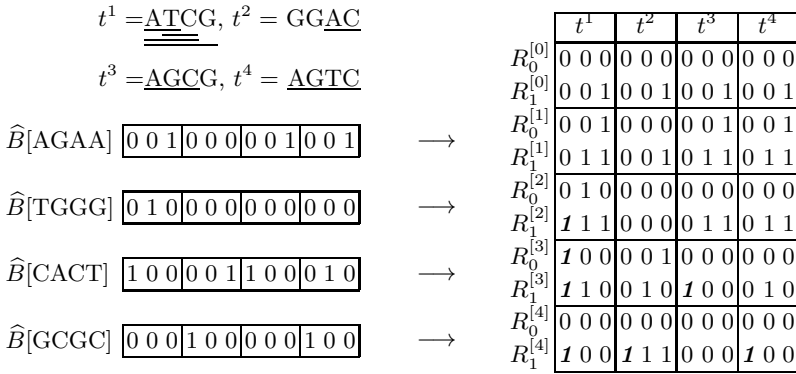 t¹ =ATCG, t² = GGAC
t³ =AGCG, t⁴ = AGTC
B̂[AGAA] 0 0 1 0 0 0 0 0 1 0 0 1 ⟶
B̂[TGGG] 0 1 0 0 0 0 0 0 0 0 0 0 ⟶
B̂[CACT] 1 0 0 0 0 1 1 0 0 0 1 0 ⟶
B̂[GCGC] 0 0 0 1 0 0 0 0 0 1 0 0 ⟶
t¹ t² t³ t⁴
R₀^[0] 0 0 0 0 0 0 0 0 0 0 0 0
R₁^[0] 0 0 1 0 0 1 0 0 1 0 0 1
R₀^[1] 0 0 1 0 0 0 0 0 1 0 0 1
R₁^[1] 0 1 1 0 0 1 0 1 1 0 1 1
R₀^[2] 0 1 0 0 0 0 0 0 0 0 0 0
R₁^[2] 1 1 1 0 0 0 0 1 1 0 1 1
R₀^[3] 1 0 0 0 0 1 0 0 0 0 0 0
R₁^[3] 1 1 0 0 1 0 1 0 0 0 1 0
R₀^[4] 0 0 0 0 0 0 0 0 0 0 0 0
R₁^[4] 1 0 0 1 1 1 0 0 0 1 0 0